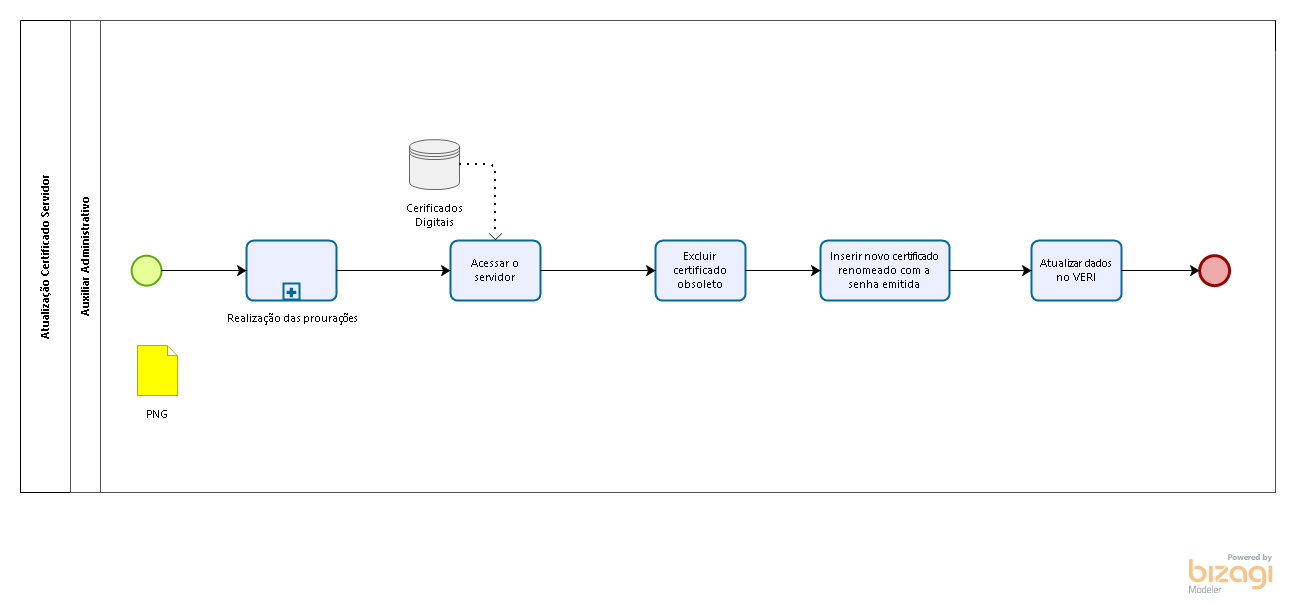 Atualização Certificado Servidor
Auxiliar Administrativo
Cerificados
Digitais
Realização das prourações
Acessar o
servidor
Excluir
certificado
obsoleto
Inserir novo certificado
renomeado com a
senha emitida
Atualizar dados
no VERI
PNG
Powered by
bizagi
Modeler